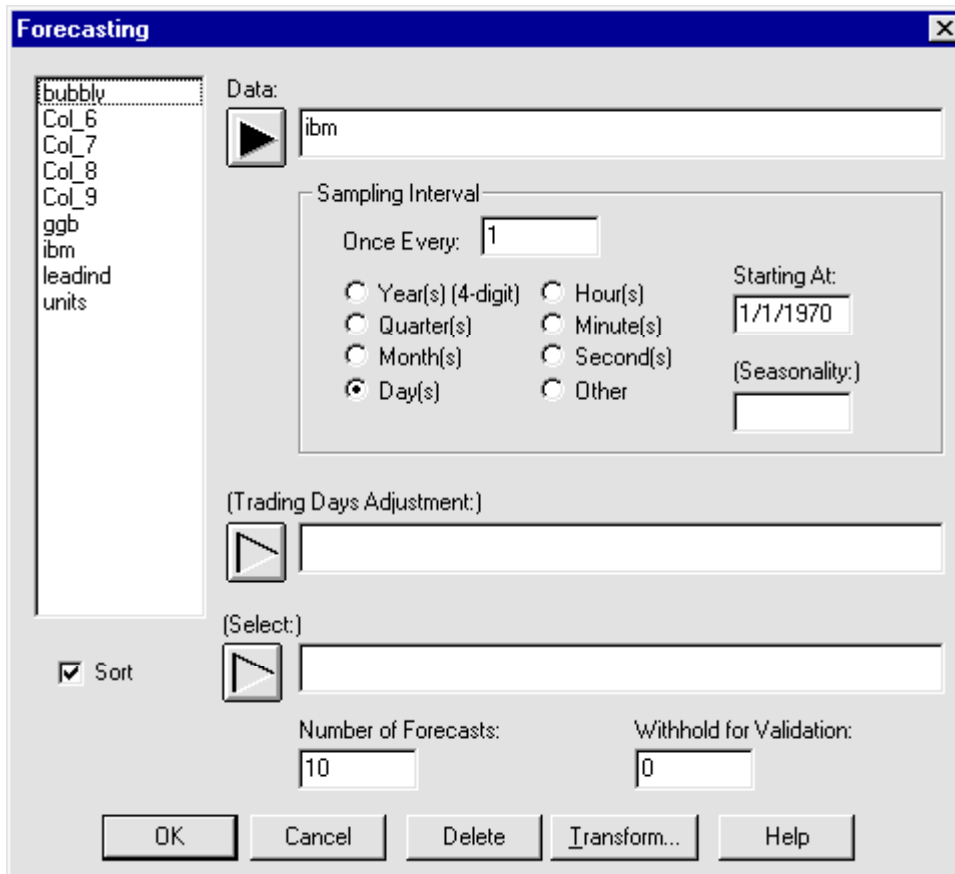 Forecasting
bubbly
Col_6
Col_7
Col_8
Col_9
ggb
ibm
leadind
units
Sort
Data:
ibm
Sampling Interval
Once Every: 1
Year(s) (4-digit)
Quarter(s)
Month(s)
Day(s)
Hour(s)
Minute(s)
Second(s)
Other
Starting At:
1/1/1970
(Seasonality:)
(Trading Days Adjustment:)
(Select:)
Number of Forecasts:
10
Withhold for Validation:
0
OK Cancel Delete Transform... Help